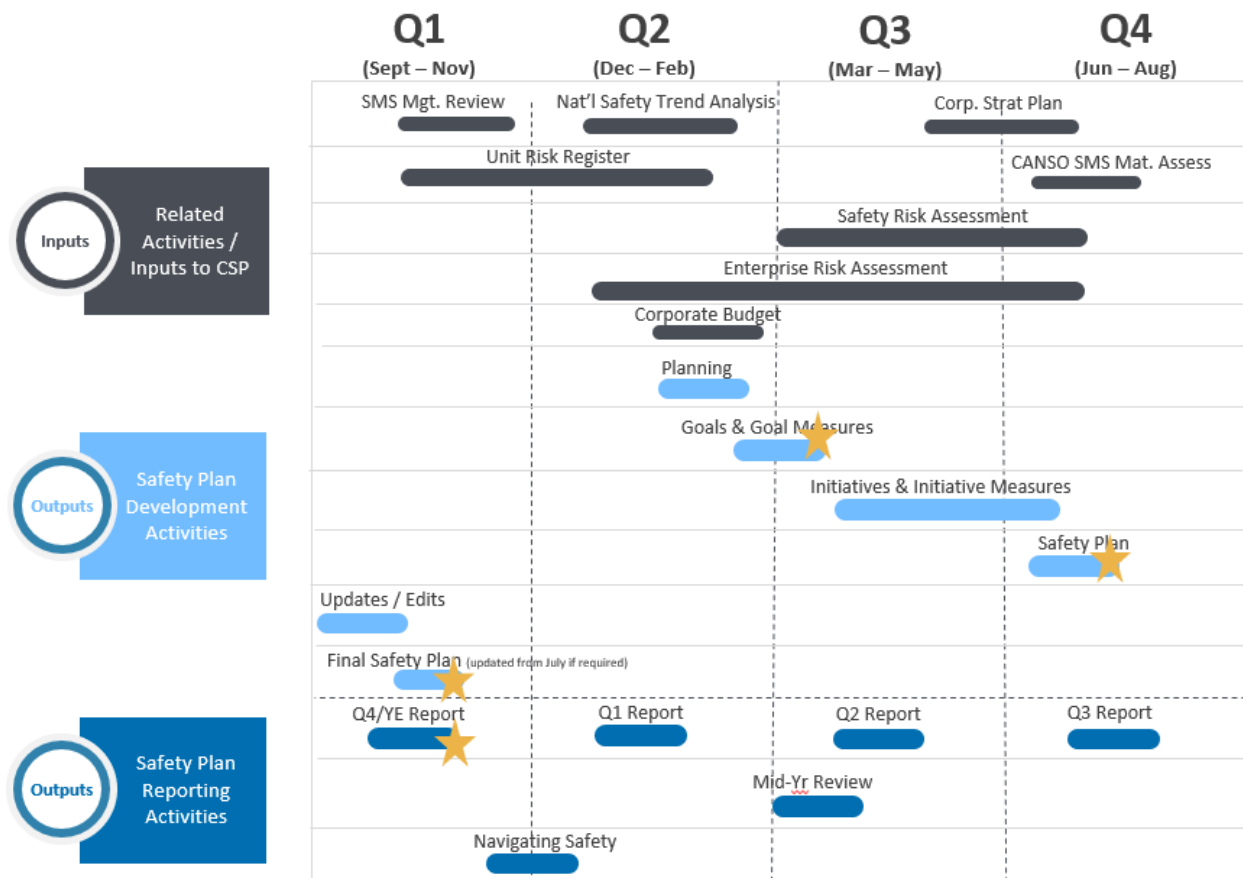 Q1
Q2
Q3
Q4
(Sept – Nov)
(Dec – Feb)
(Mar – May)
(Jun – Aug)
SMS Mgt. Review
Nat'l Safety Trend Analysis
Corp. Strat Plan
Unit Risk Register
CANSO SMS Mat. Assess
Inputs
Related
Activities /
Inputs to CSP
Safety Risk Assessment
Enterprise Risk Assessment
Corporate Budget
Planning
Goals & Goal Measures
Outputs
Safety Plan
Development
Activities
Initiatives & Initiative Measures
Safety Plan
Updates / Edits
Final Safety Plan (updated from July if required)
Q4/YE Report
Q1 Report
Q2 Report
Q3 Report
Outputs
Safety Plan
Reporting
Activities
Mid-Yr Review
Navigating Safety